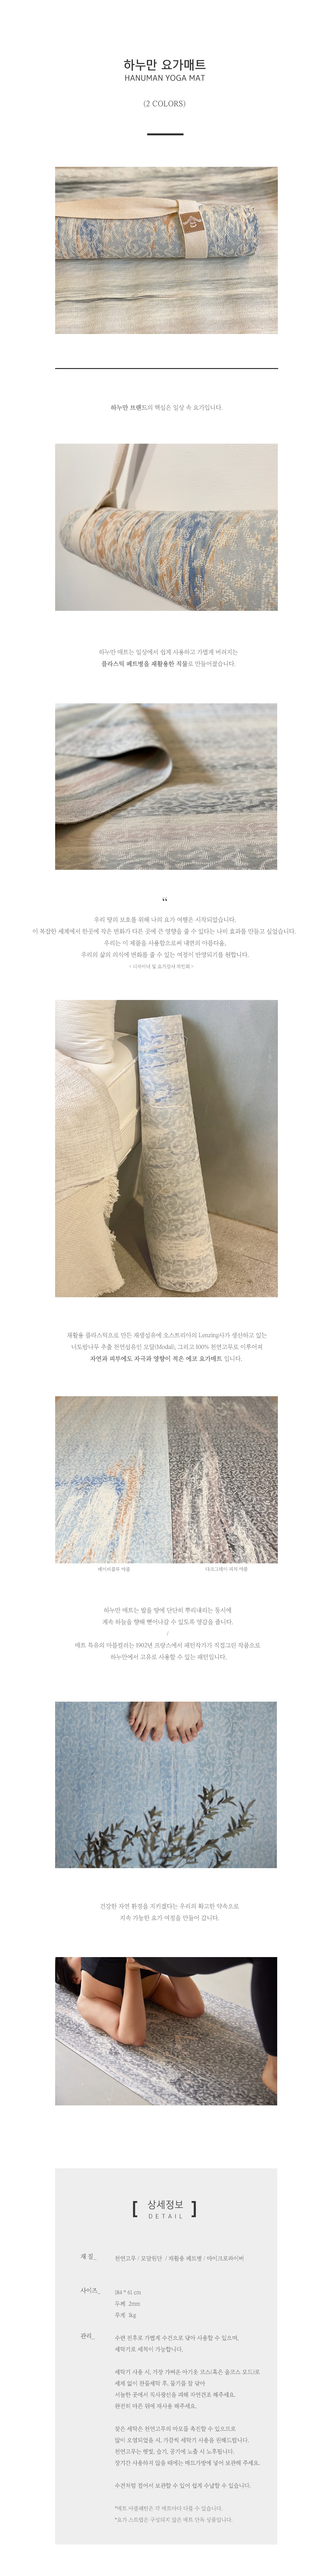 하누만 요가매트
HANUMAN YOGA MAT
(2 COLORS)
하누만 브랜드의 핵심은 일상 속 요가입니다.
하누만 매트는 일상에서 쉽게 사용하고 가볍게 버려지는
플라스틱 페트병을 재활용한 직물로 만들어졌습니다.
“
우리 땅의 보호를 위해 나의 요가 여행은 시작되었습니다.
이 복잡한 세계에서 한곳에 작은 변화가 다른 곳에 큰 영향을 줄 수 있다는 나비 효과를 만들고 싶었습니다.
우리는 이 제품을 사용함으로써 내면의 아름다움,
우리의 삶의 의식에 변화를 줄 수 있는 여정이 반영되기를 원합니다.
- 디자이너 및 요가강사
재활용 플라스틱으로 만든 재생섬유에 오스트리아의 Lenzing사가 생산하고 있는
너도밤나무 추출 천연섬유인 모달(Modal), 그리고 100% 천연고무로 이루어져
자연과 피부에도 자극과 영향이 적은 에코 요가매트 입니다.
베이비블루 마블
다크그레이 퍼먹 마블
하누만 매트는 발을 땅에 단단히 뿌리내리는 동시에
계속 하늘을 향해 뻗어나갈 수 있도록 영감을 줍니다.
/
매트 특유의 마블컬러는 1902년 프랑스에서 패턴작가가 직접그린 작품으로
하누만에서 고유로 사용할 수 있는 패턴입니다.
건강한 자연 환경을 지키겠다는 우리의 확고한 약속으로
지속 가능한 요가 여정을 만들어 갑니다.
[ 상세정보 ]
DETAIL
재 질_
천연고무 / 모달원단 / 재활용 페트병 / 마이크로파이버
사이즈_
184 * 61 cm
두께 2mm
무게 1kg
관리_
수련 전후로 가볍게 수건으로 닦아 사용할 수 있으며,
세탁기로 세척이 가능합니다.
세탁기 사용 시, 가장 가벼운 아기옷 코스(혹은 울코스 모드)로
세제 없이 찬물세탁 후, 물기를 잘 닦아
서늘한 곳에서 직사광선을 피해 자연건조 해주세요.
완전히 마른 뒤에 재사용 해주세요.
잦은 세탁은 천연고무의 마모를 촉진할 수 있으므로
많이 오염되었을 시, 가끔씩 세탁기 사용을 권해드립니다.
천연고무는 햇빛, 습기, 공기에 노출 시 노후됩니다.
장기간 사용하지 않을 때에는 매트가방에 넣어 보관해 주세요.
수건처럼 접어서 보관할 수 있어 쉽게 수납할 수 있습니다.
*매트 마블패턴은 각 매트마다 다를 수 있습니다.
*요가 스트랩은 구성되지 않은 매트 단독 상품입니다.